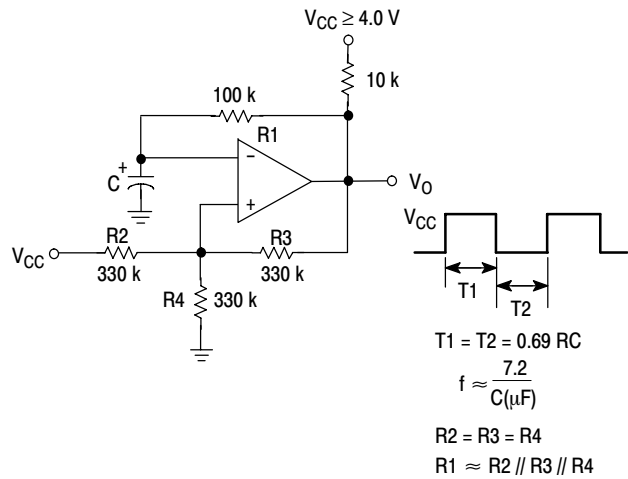 V_CC ≥ 4.0 V
10 k
100 k
R1
−
+
C
+
V_O
V_CC
R2
330 k
R3
330 k
R4
330 k
V_CC
T1
T2
T1 = T2 = 0.69 RC
f ≈ 7.2 / C(μF)
R2 = R3 = R4
R1 ≈ R2 // R3 // R4